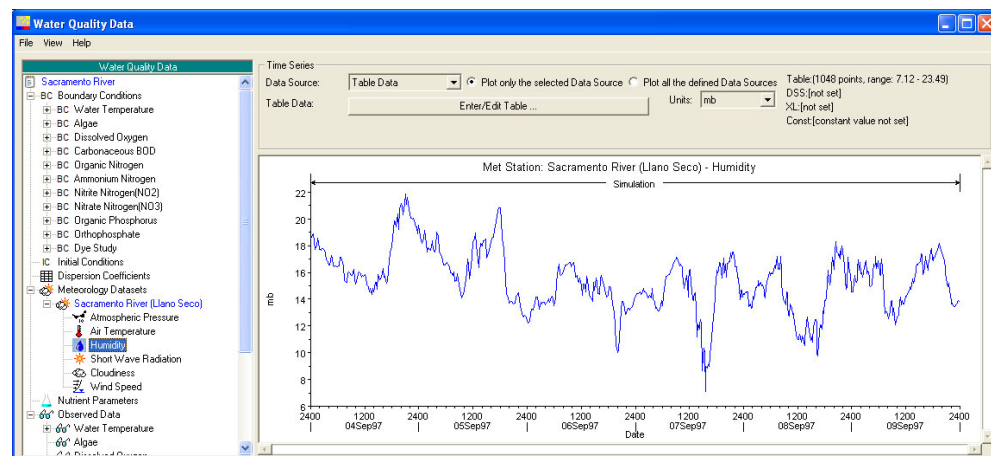 Water Quality Data
File View Help
Water Quality Data
Sacramento River
BC Boundary Conditions
BC Water Temperature
BC Algae
BC Dissolved Oxygen
BC Carbonaceous BOD
BC Organic Nitrogen
BC Ammonium Nitrogen
BC Nitrite Nitrogen(NO2)
BC Nitrate Nitrogen(NO3)
BC Organic Phosphorus
BC Orthophosphate
BC Dye Study
IC Initial Conditions
Dispersion Coefficients
Meteorology Datasets
Sacramento River (Llano Seco)
Atmospheric Pressure
Air Temperature
Humidity
Short Wave Radiation
Cloudiness
Wind Speed
Nutrient Parameters
Observed Data
Water Temperature
Algae
Dissolved Oxygen
Time Series
Data Source: Table Data Plot only the selected Data Source Plot all the defined Data Sources
Table Data: Enter/Edit Table ... Units: mb
Table:(1048 points, range: 7.12 - 23.49)
DSS:[not set]
XL:[not set]
Const:[constant value not set]
Met Station: Sacramento River (Llano Seco) - Humidity
Simulation
22
20
18
16
14
12
10
8
6
mb
2400 1200 2400 1200 2400 1200 2400 1200 2400 1200 2400 1200 2400
04Sep97 05Sep97 06Sep97 07Sep97 08Sep97 09Sep97
Date